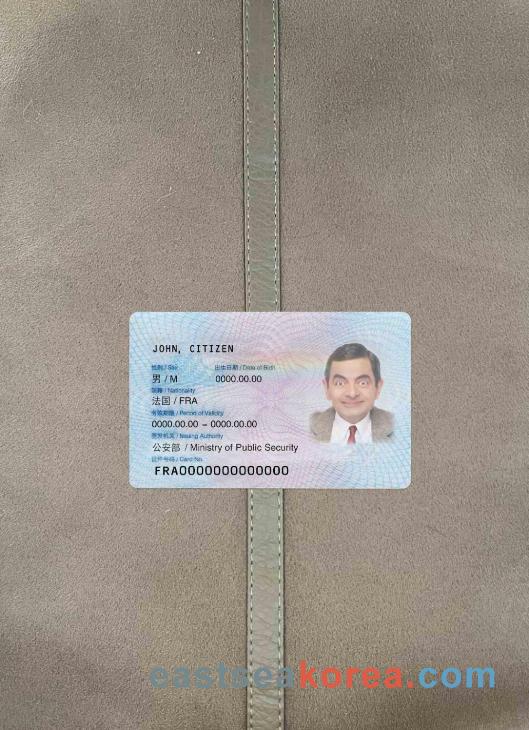 JOHN, CITIZEN
性别 / Sex 出生日期 / Date of Birth
男 / M 0000.00.00
国籍 / Nationality
法国 / FRA
有效期限 / Period of Validity
0000.00.00 - 0000.00.00
签发机关 / Issuing Authority
公安部 / Ministry of Public Security
证件号码 / Card No.
FRA0000000000000
eastseakorea.com